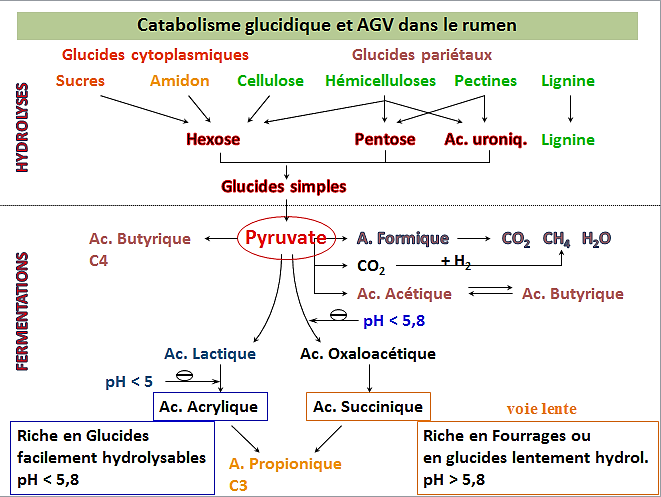 Catabolisme glucidique et AGV dans le rumen
Glucides cytoplasmiques
Glucides pariétaux
Sucres
Amidon
Cellulose
Hémicelluloses
Pectines
Lignine
HYDROLYSES
Hexose
Pentose
Ac. uroniq.
Lignine
Glucides simples
FERMENTATIONS
Ac. Butyrique
C4
Pyruvate
A. Formique
CO2 CH4 H2O
CO2
+ H2
Ac. Acétique
Ac. Butyrique
pH < 5,8
Ac. Lactique
Ac. Oxaloacétique
pH < 5
Ac. Acrylique
Ac. Succinique
voie lente
Riche en Glucides
facilement hydrolysables
pH < 5,8
A. Propionique
C3
Riche en Fourrages ou
en glucides lentement hydrol.
pH > 5,8